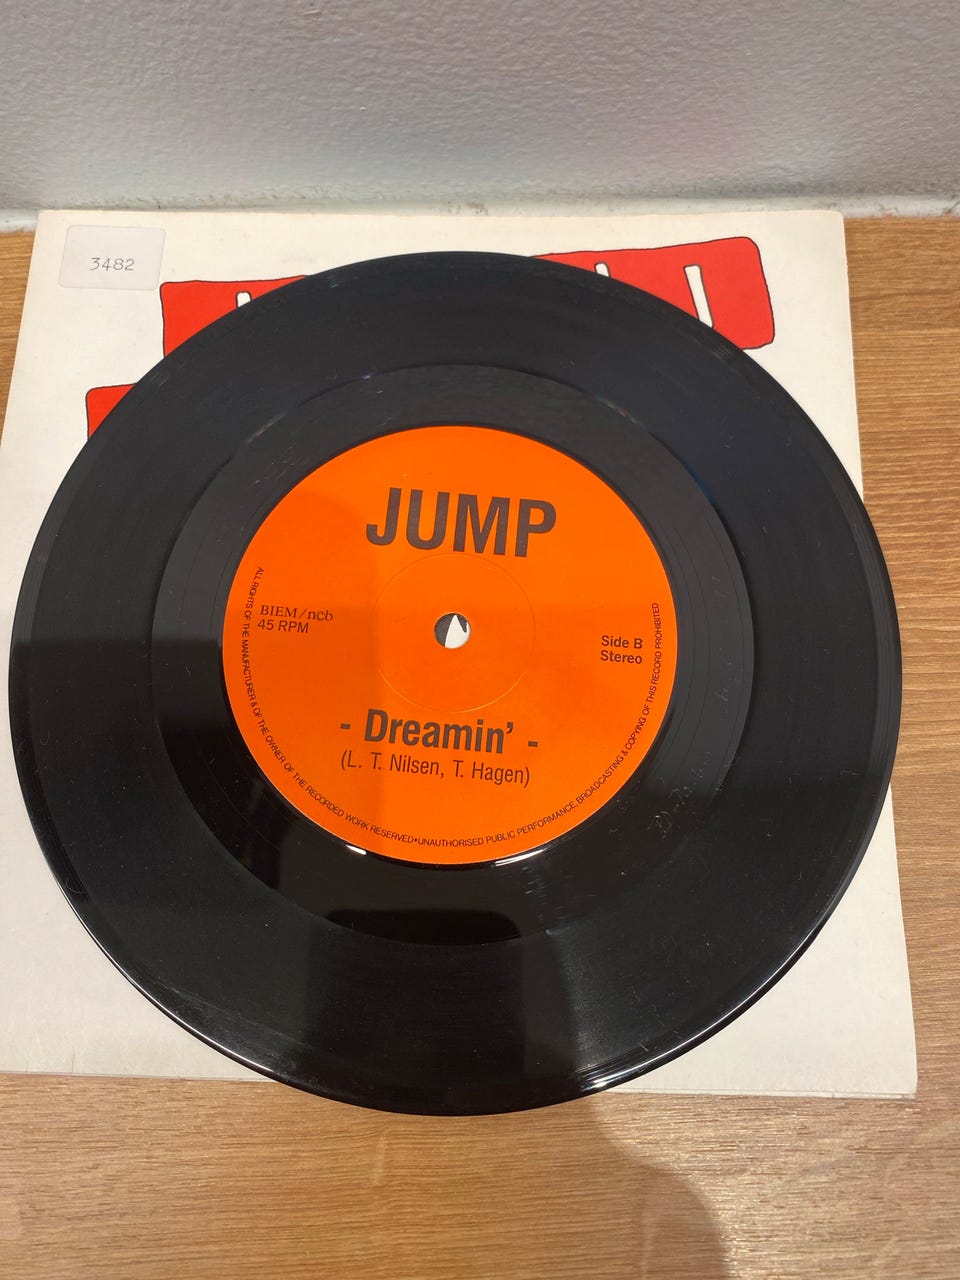 3482
JUMP
BIEM/ncb
45 RPM
Side B
Stereo
- Dreamin' -
(L. T. Nilsen, T. Hagen)
ALL RIGHTS OF THE MANUFACTURER & OF THE OWNER OF THE RECORDED WORK RESERVED•UNAUTHORISED PUBLIC PERFORMANCE, BROADCASTING & COPYING OF THIS RECORD PROHIBITED